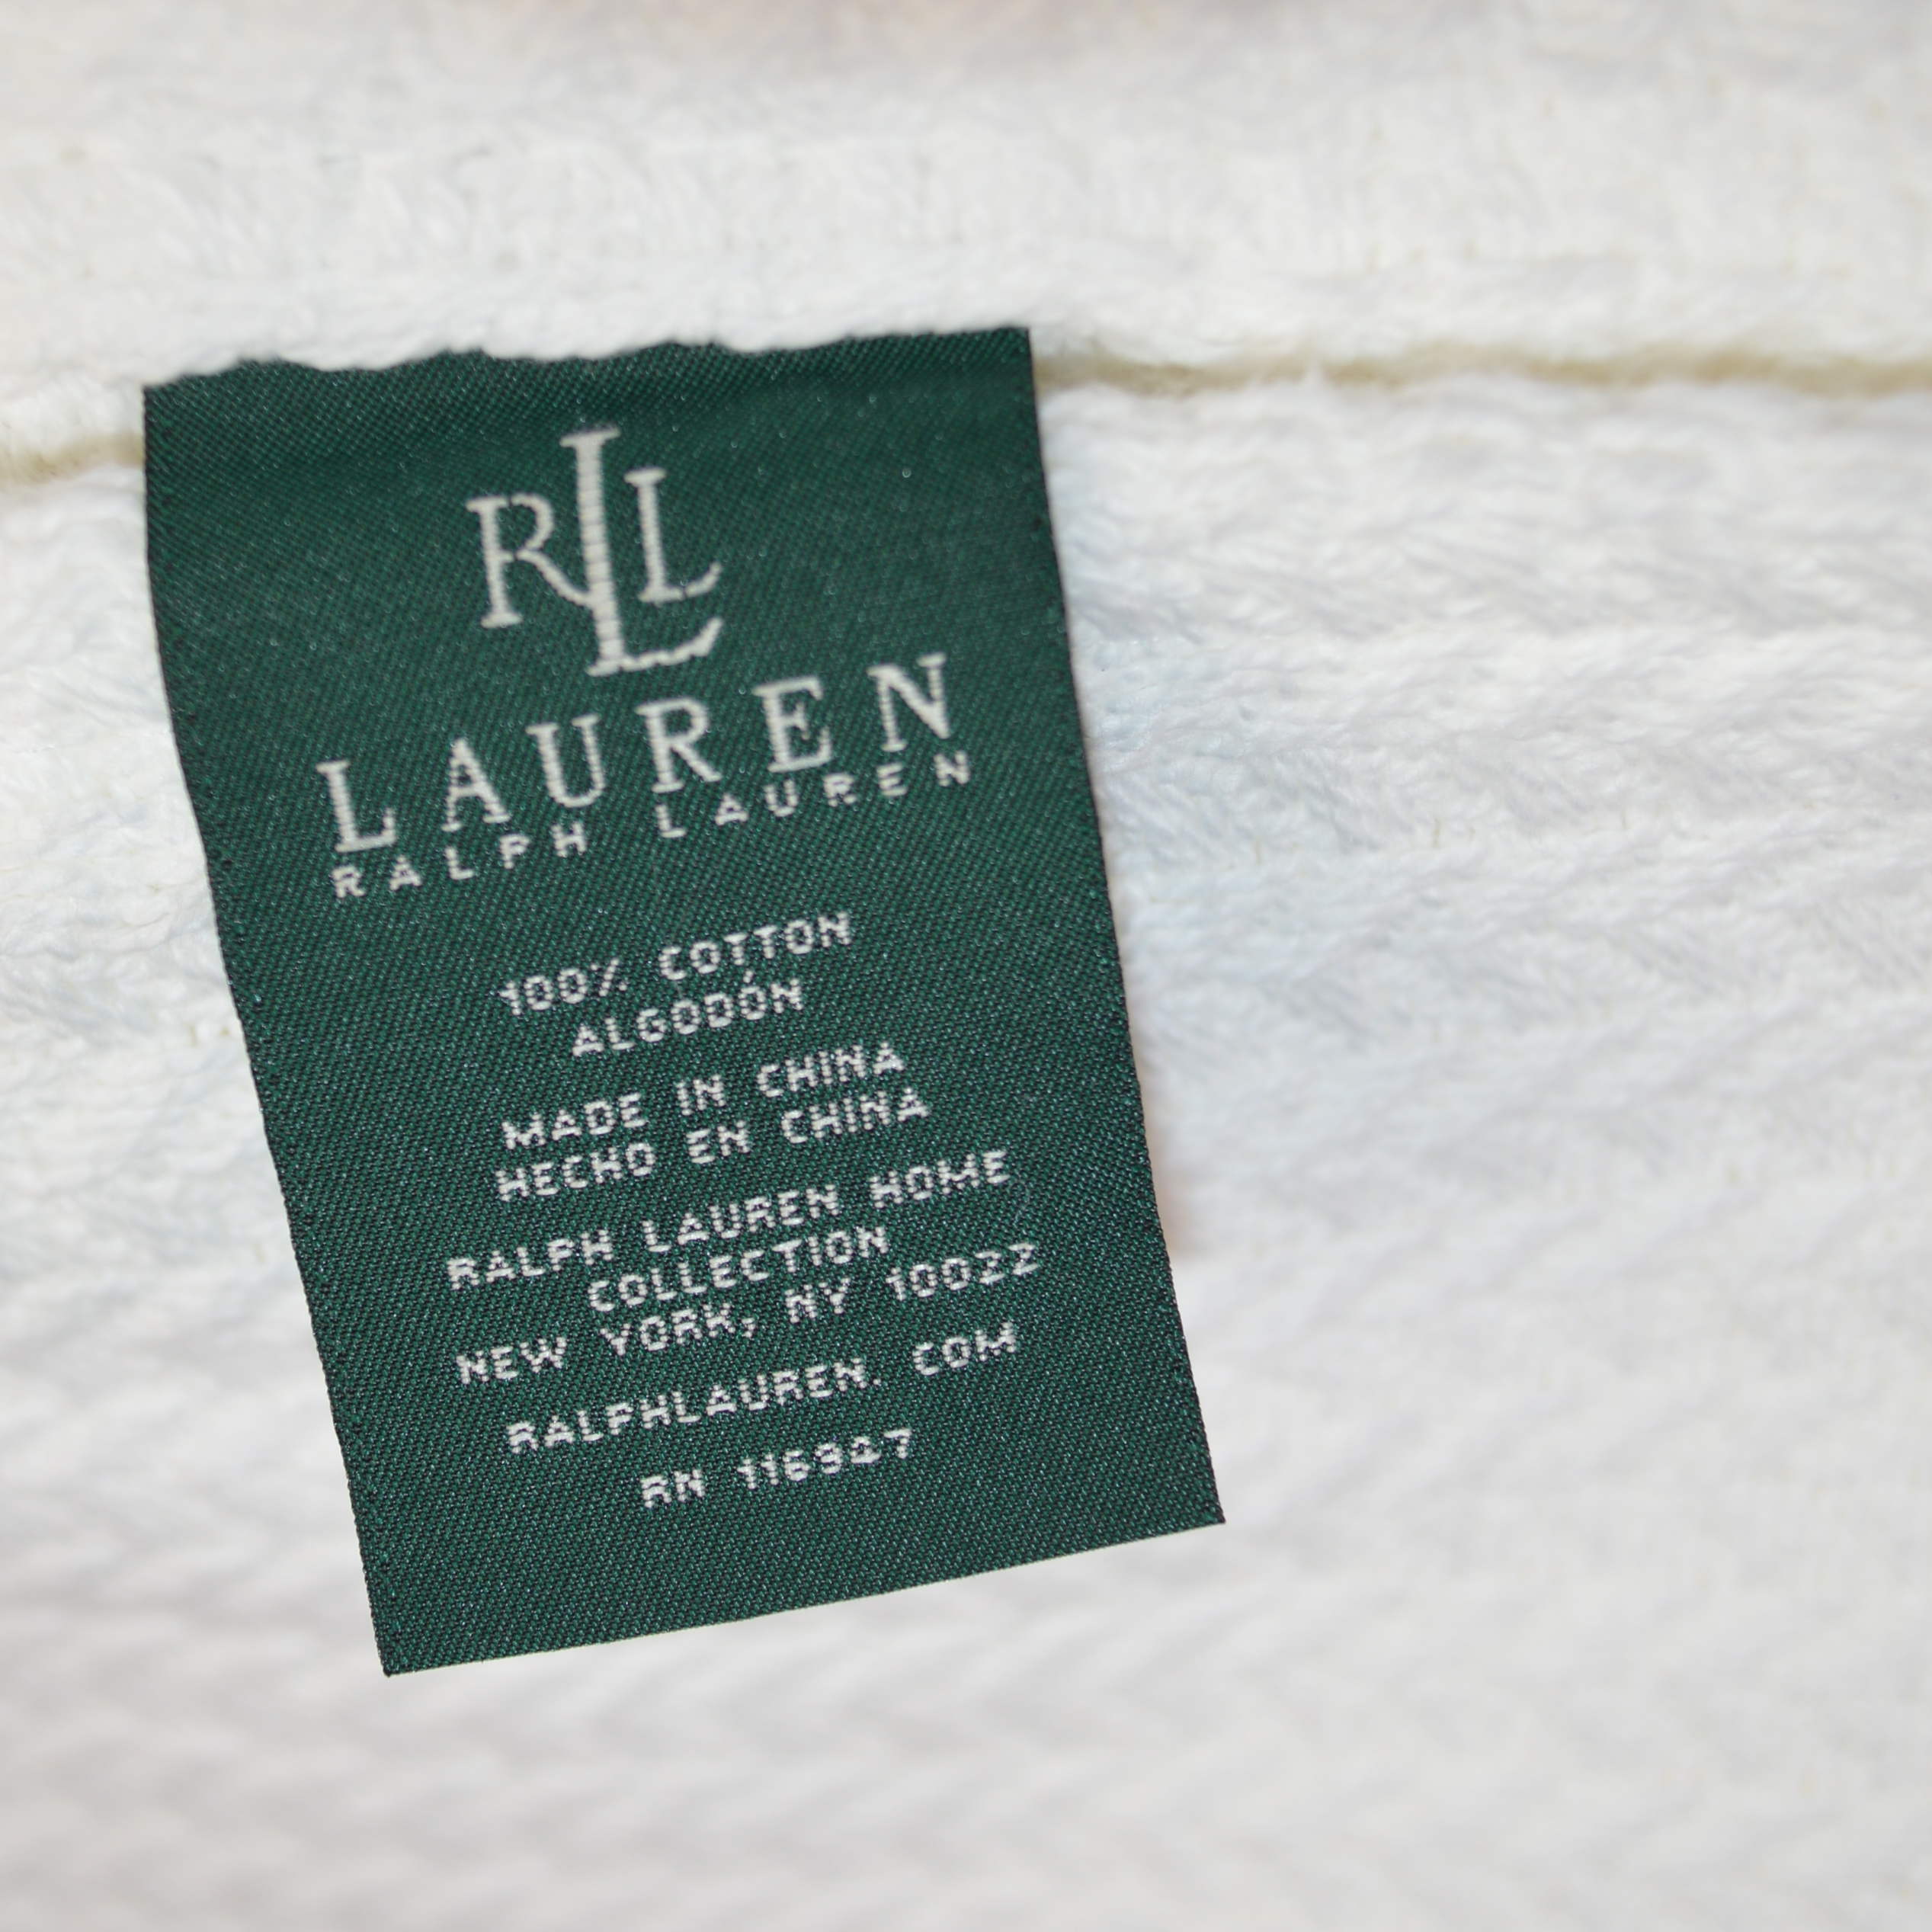 RLL
LAUREN
RALPH LAUREN
100% COTTON
ALGODÓN
MADE IN CHINA
HECHO EN CHINA
RALPH LAUREN HOME
COLLECTION
NEW YORK, NY 10022
RALPHLAUREN. COM
RN 116947